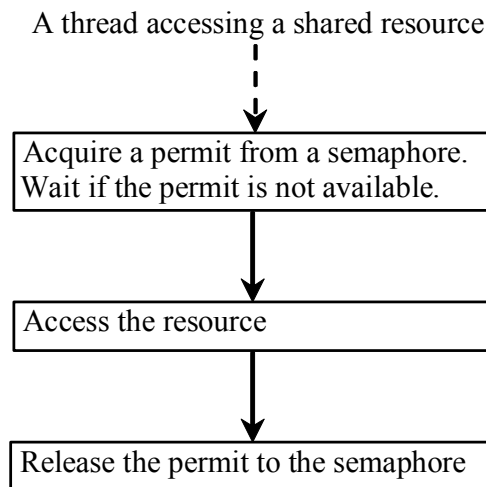 A thread accessing a shared resource
Acquire a permit from a semaphore.
Wait if the permit is not available.
Access the resource
Release the permit to the semaphore